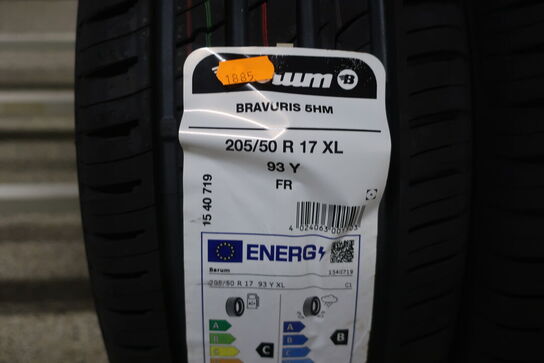 1885
Barum B
BRAVURIS 5HM
205/50 R 17 XL
93 Y
FR
15 40 719
ENERG
Barum 1540719
205/50 R 17 93 Y XL C1
A A
B B B
C C